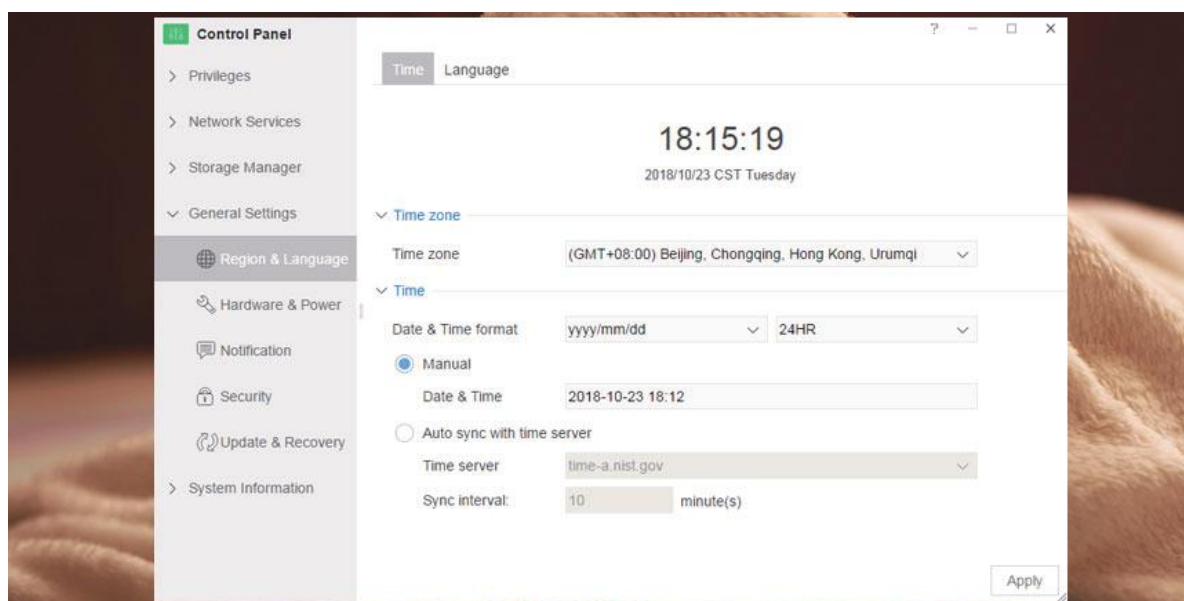 Control Panel
Privileges
Network Services
Storage Manager
General Settings
Region & Language
Hardware & Power
Notification
Security
Update & Recovery
System Information
?
Time Language
18:15:19
2018/10/23 CST Tuesday
Time zone
Time zone (GMT+08:00) Beijing, Chongqing, Hong Kong, Urumqi
Time
Date & Time format yyyy/mm/dd 24HR
Manual
Date & Time 2018-10-23 18:12
Auto sync with time server
Time server time-a.nist.gov
Sync interval: 10 minute(s)
Apply